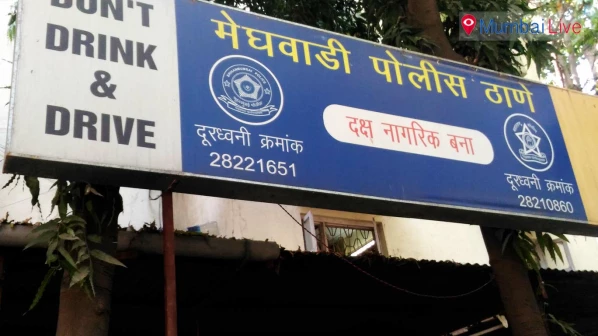 DON'T
DRINK
&
DRIVE
मेघवाडी पोलीस ठाणे
दक्ष नागरिक बना
दूरध्वनी क्रमांक
28221651
दूरध्वनी क्रमांक
28210860
Mumbai live